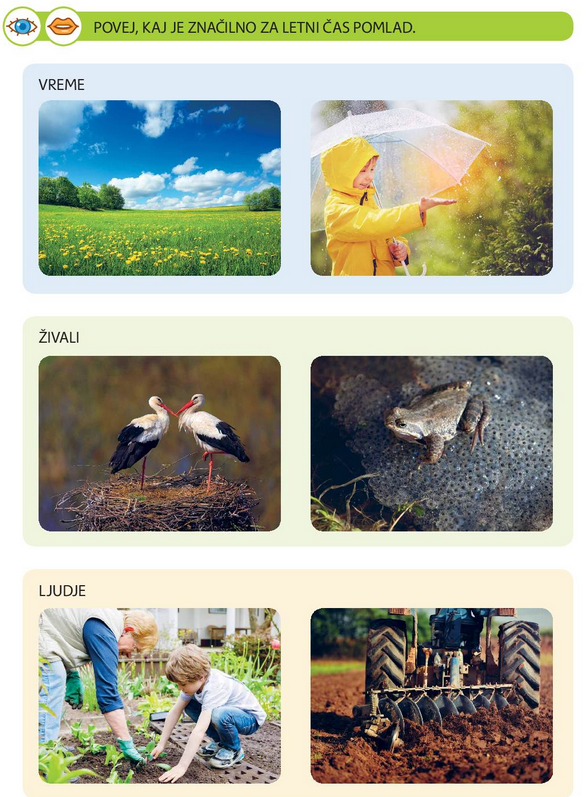 POVEJ, KAJ JE ZNAČILNO ZA LETNI ČAS POMLAD.
VREME
ŽIVALI
LJUDJE